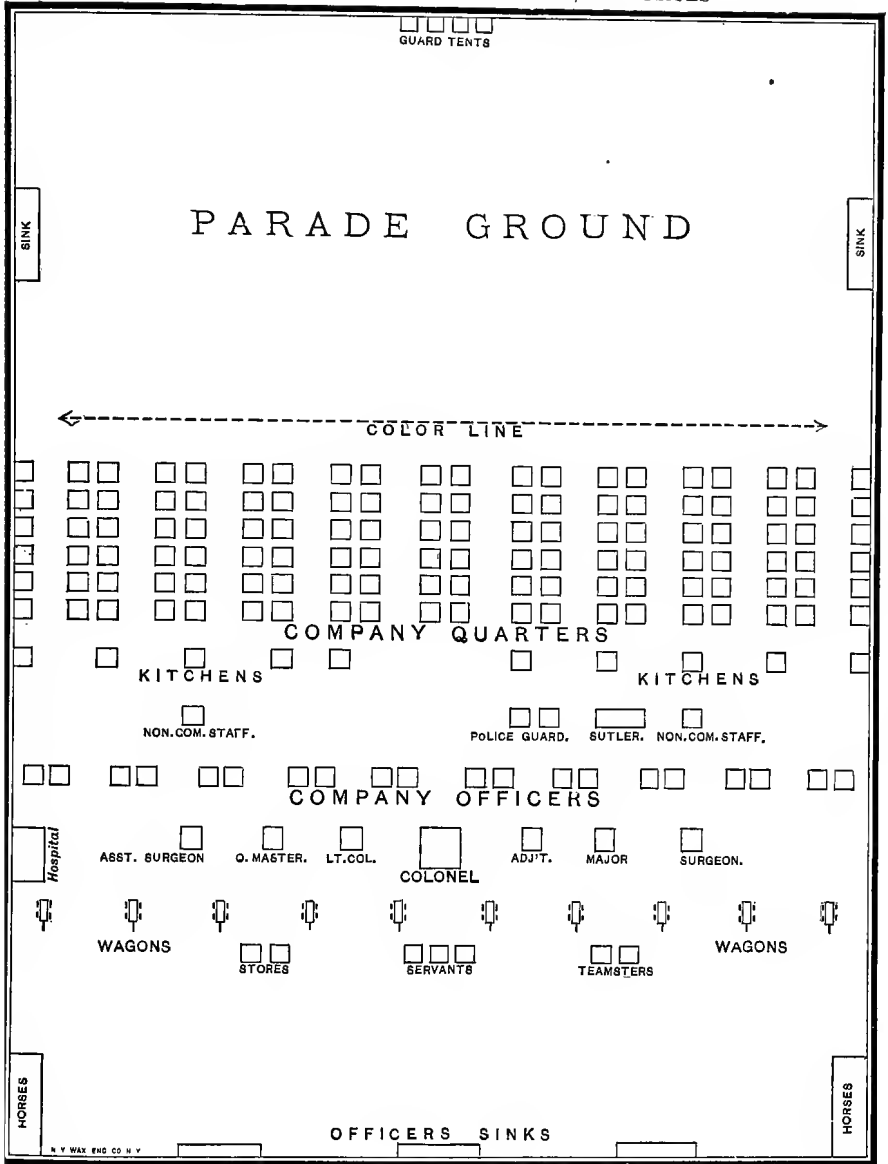 GUARD TENTS
PARADE GROUND
SINK
SINK
COLOR LINE
COMPANY QUARTERS
KITCHENS
KITCHENS
NON.COM.STAFF.
POLICE GUARD.
SUTLER.
NON.COM.STAFF.
COMPANY OFFICERS
Hospital
ASST. SURGEON
Q.MASTER.
LT.COL.
COLONEL
ADJ'T.
MAJOR
SURGEON.
WAGONS
WAGONS
STORES
SERVANTS
TEAMSTERS
HORSES
HORSES
OFFICERS SINKS
N Y WAX ENG CO N Y